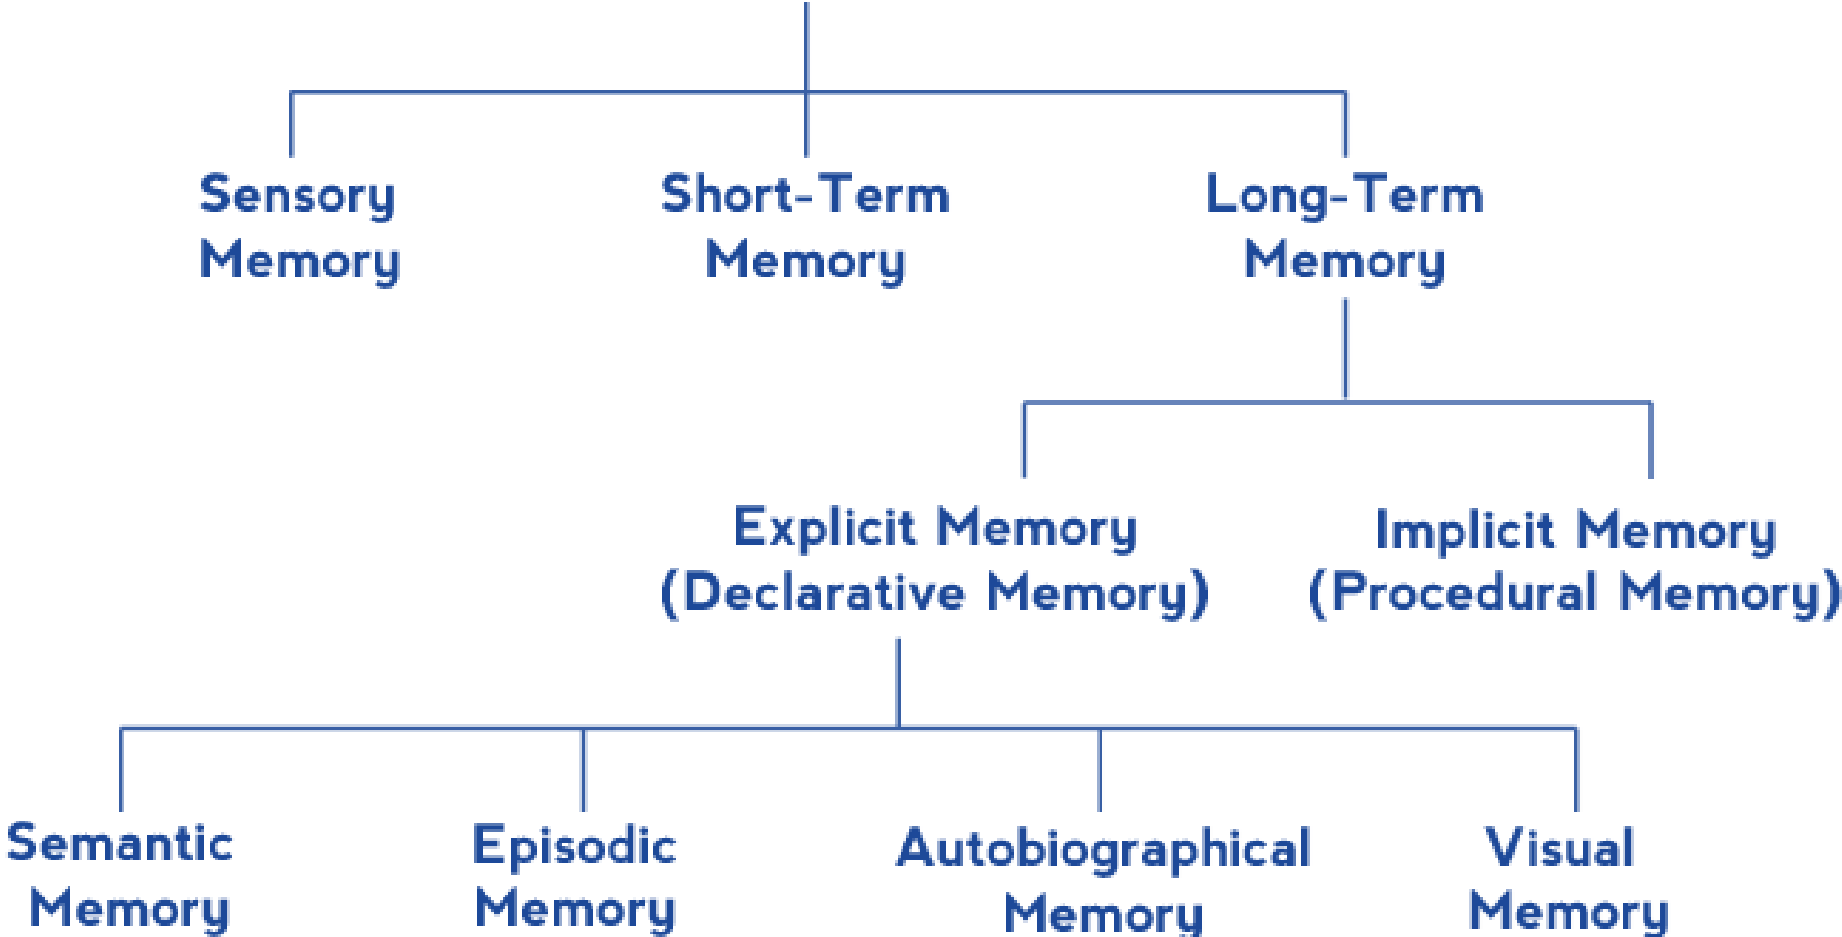 Sensory
Memory
Short-Term
Memory
Long-Term
Memory
Explicit Memory
(Declarative Memory)
Implicit Memory
(Procedural Memory)
Semantic
Memory
Episodic
Memory
Autobiographical
Memory
Visual
Memory